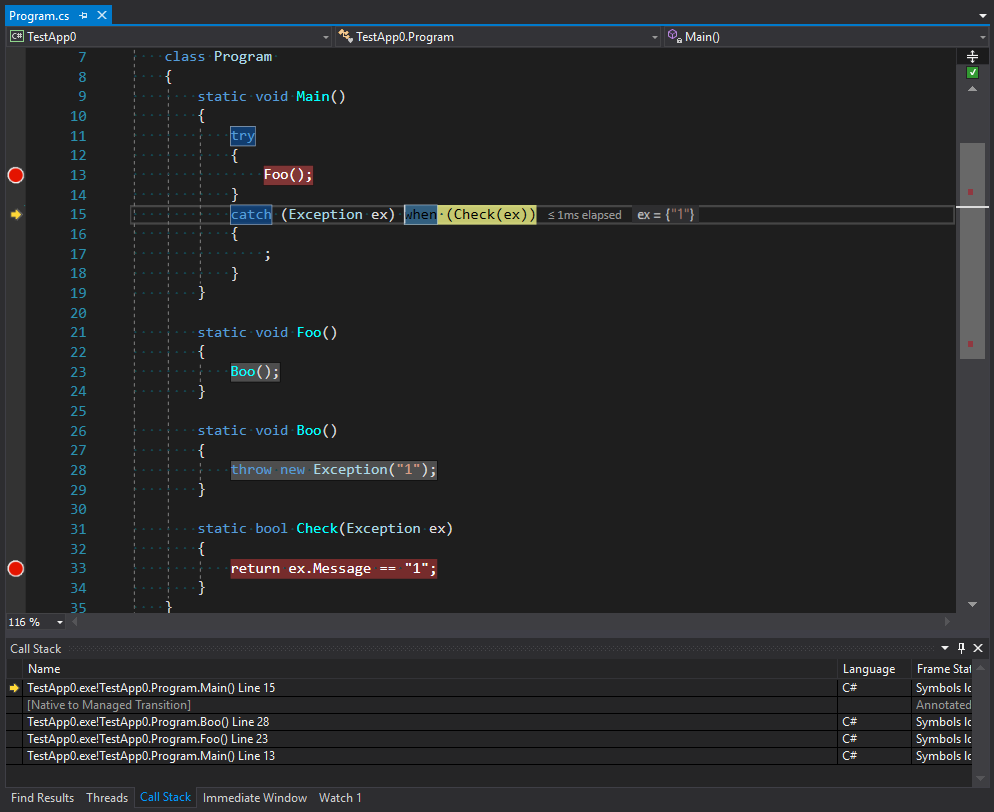 Program.cs
TestApp0 TestApp0.Program Main()
7 class Program
8 {
9 static void Main()
10 {
11 try
12 {
13 Foo();
14 }
15 catch (Exception ex) when (Check(ex)) ≤ 1ms elapsed ex = {"1"}
16 {
17 ;
18 }
19 }
20
21 static void Foo()
22 {
23 Boo();
24 }
25
26 static void Boo()
27 {
28 throw new Exception("1");
29 }
30
31 static bool Check(Exception ex)
32 {
33 return ex.Message == "1";
34 }
35 }
116 %
Call Stack
Name Language Frame Stat
TestApp0.exe!TestApp0.Program.Main() Line 15 C# Symbols lo
[Native to Managed Transition] Annotated
TestApp0.exe!TestApp0.Program.Boo() Line 28 C# Symbols lo
TestApp0.exe!TestApp0.Program.Foo() Line 23 C# Symbols lo
TestApp0.exe!TestApp0.Program.Main() Line 13 C# Symbols lo
Find Results Threads Call Stack Immediate Window Watch 1